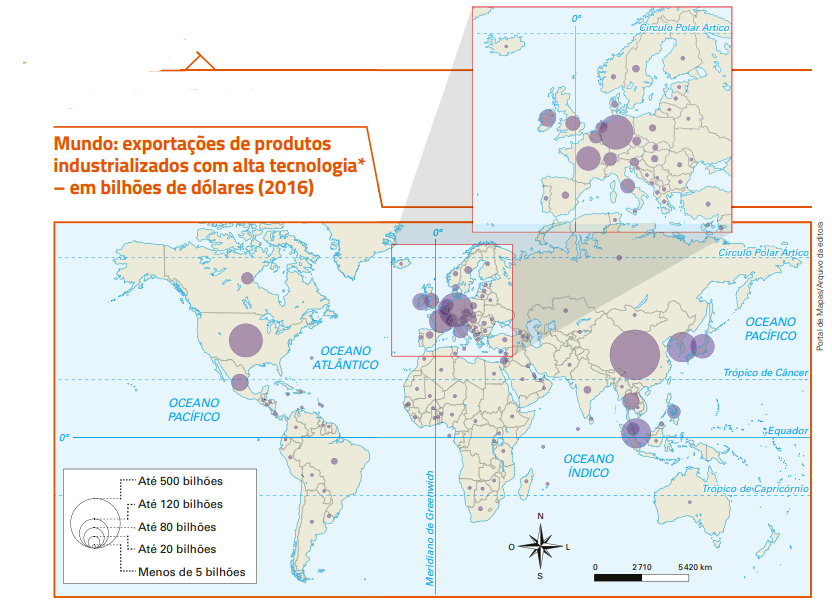 0°
Círculo Polar Ártico
Mundo: exportações de produtos
industrializados com alta tecnologia*
– em bilhões de dólares (2016)
0°
Círculo Polar Ártico
OCEANO
PACÍFICO
OCEANO
ATLÂNTICO
Trópico de Câncer
OCEANO
PACÍFICO
0°
Equador
OCEANO
ÍNDICO
Trópico de Capricórnio
Meridiano de Greenwich
Até 500 bilhões
Até 120 bilhões
Até 80 bilhões
Até 20 bilhões
Menos de 5 bilhões
N
O
L
S
0 2710 5420 km
Portal de Mapas/Arquivo da editora